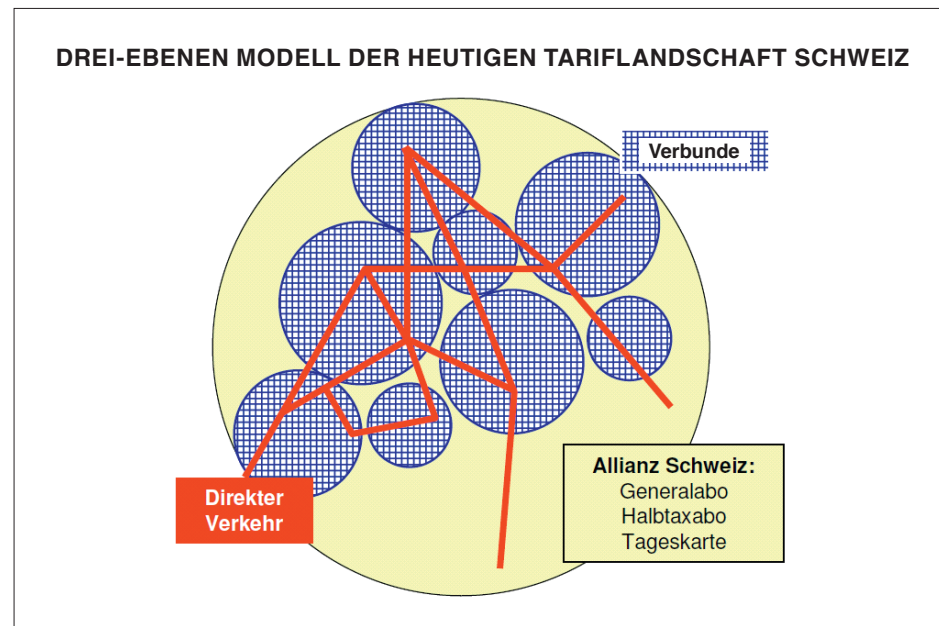 DREI-EBENEN MODELL DER HEUTIGEN TARIFLANDSCHAFT SCHWEIZ
Verbunde
Allianz Schweiz:
Generalabo
Halbtaxabo
Tageskarte
Direkter
Verkehr